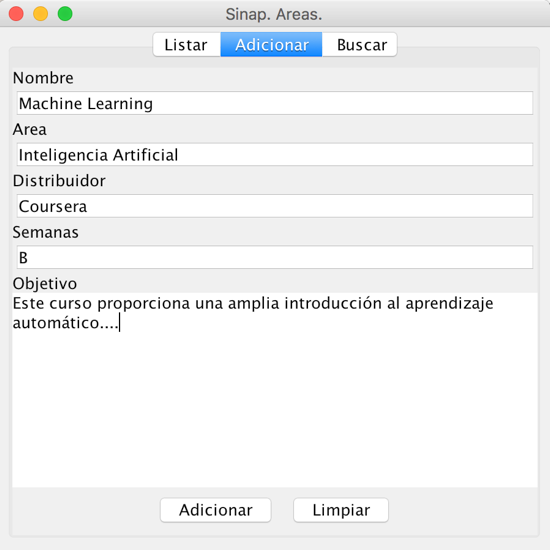 Sinap. Areas.
Listar Adicionar Buscar
Nombre
Machine Learning
Area
Inteligencia Artificial
Distribuidor
Coursera
Semanas
B
Objetivo
Este curso proporciona una amplia introducción al aprendizaje
automático....
Adicionar Limpiar